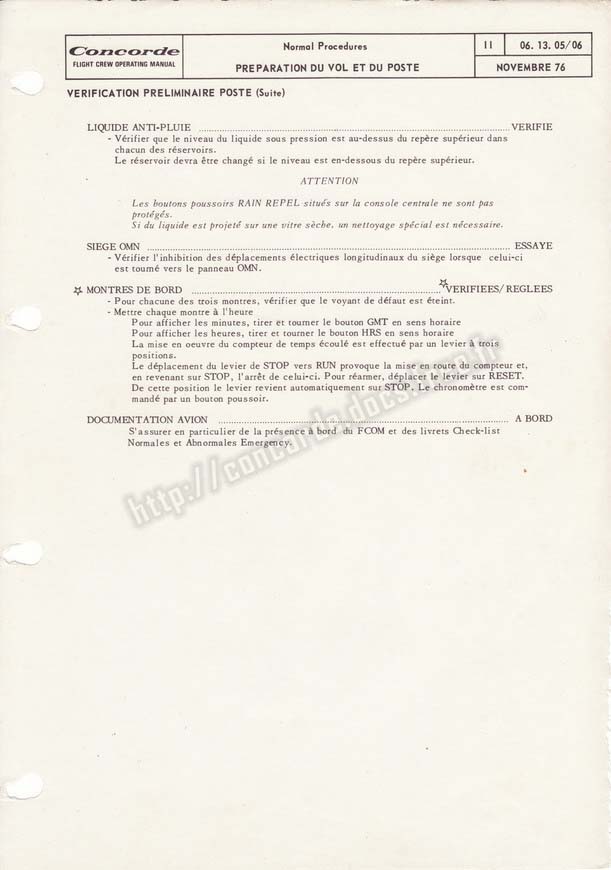 Concorde
FLIGHT CREW OPERATING MANUAL
Normal Procedures
PREPARATION DU VOL ET DU POSTE
II
06. 13. 05/06
NOVEMBRE 76
VERIFICATION PRELIMINAIRE POSTE (Suite)
LIQUIDE ANTI-PLUIE ................ VERIFIE
- Vérifier que le niveau du liquide sous pression est au-dessus du repère supérieur dans
chacun des réservoirs.
Le réservoir devra être changé si le niveau est en-dessous du repère supérieur.
ATTENTION
Les boutons poussoirs RAIN REPEL situés sur la console centrale ne sont pas
protégés.
Si du liquide est projeté sur une vitre sèche, un nettoyage spécial est nécessaire.
SIEGE OMN ................ ESSAYE
- Vérifier l'inhibition des déplacements électriques longitudinaux du siège lorsque celui-ci
est tourné vers le panneau OMN.
☆ MONTRES DE BORD ................ ☆VERIFIEES/REGLEES
- Pour chacune des trois montres, vérifier que le voyant de défaut est éteint.
- Mettre chaque montre à l'heure
Pour afficher les minutes, tirer et tourner le bouton GMT en sens horaire
Pour afficher les heures, tirer et tourner le bouton HRS en sens horaire
La mise en oeuvre du compteur de temps écoulé est effectué par un levier à trois
positions.
Le déplacement du levier de STOP vers RUN provoque la mise en route du compteur et,
en revenant sur STOP, l'arrêt de celui-ci. Pour réarmer, déplacer le levier sur RESET.
De cette position le levier revient automatiquement sur STOP. Le chronomètre est com-
mandé par un bouton poussoir.
DOCUMENTATION AVION ................ A BORD
S'assurer en particulier de la présence à bord du FCOM et des livrets Check-list
Normales et Abnormales Emergency.
http://concorde.docs.free.fr